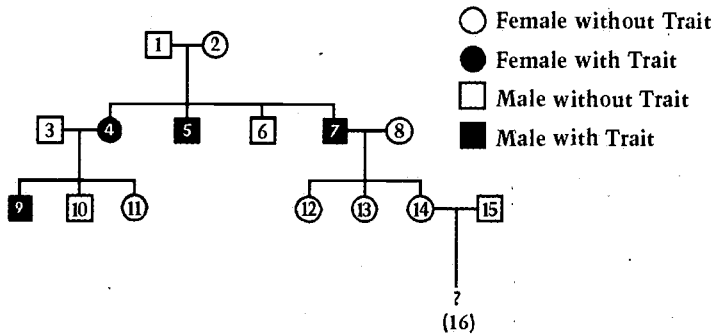 1 2
Female without Trait
Female with Trait
Male without Trait
Male with Trait
3 4 5 6 7 8
9 10 11 12 13 14 15
?
(16)